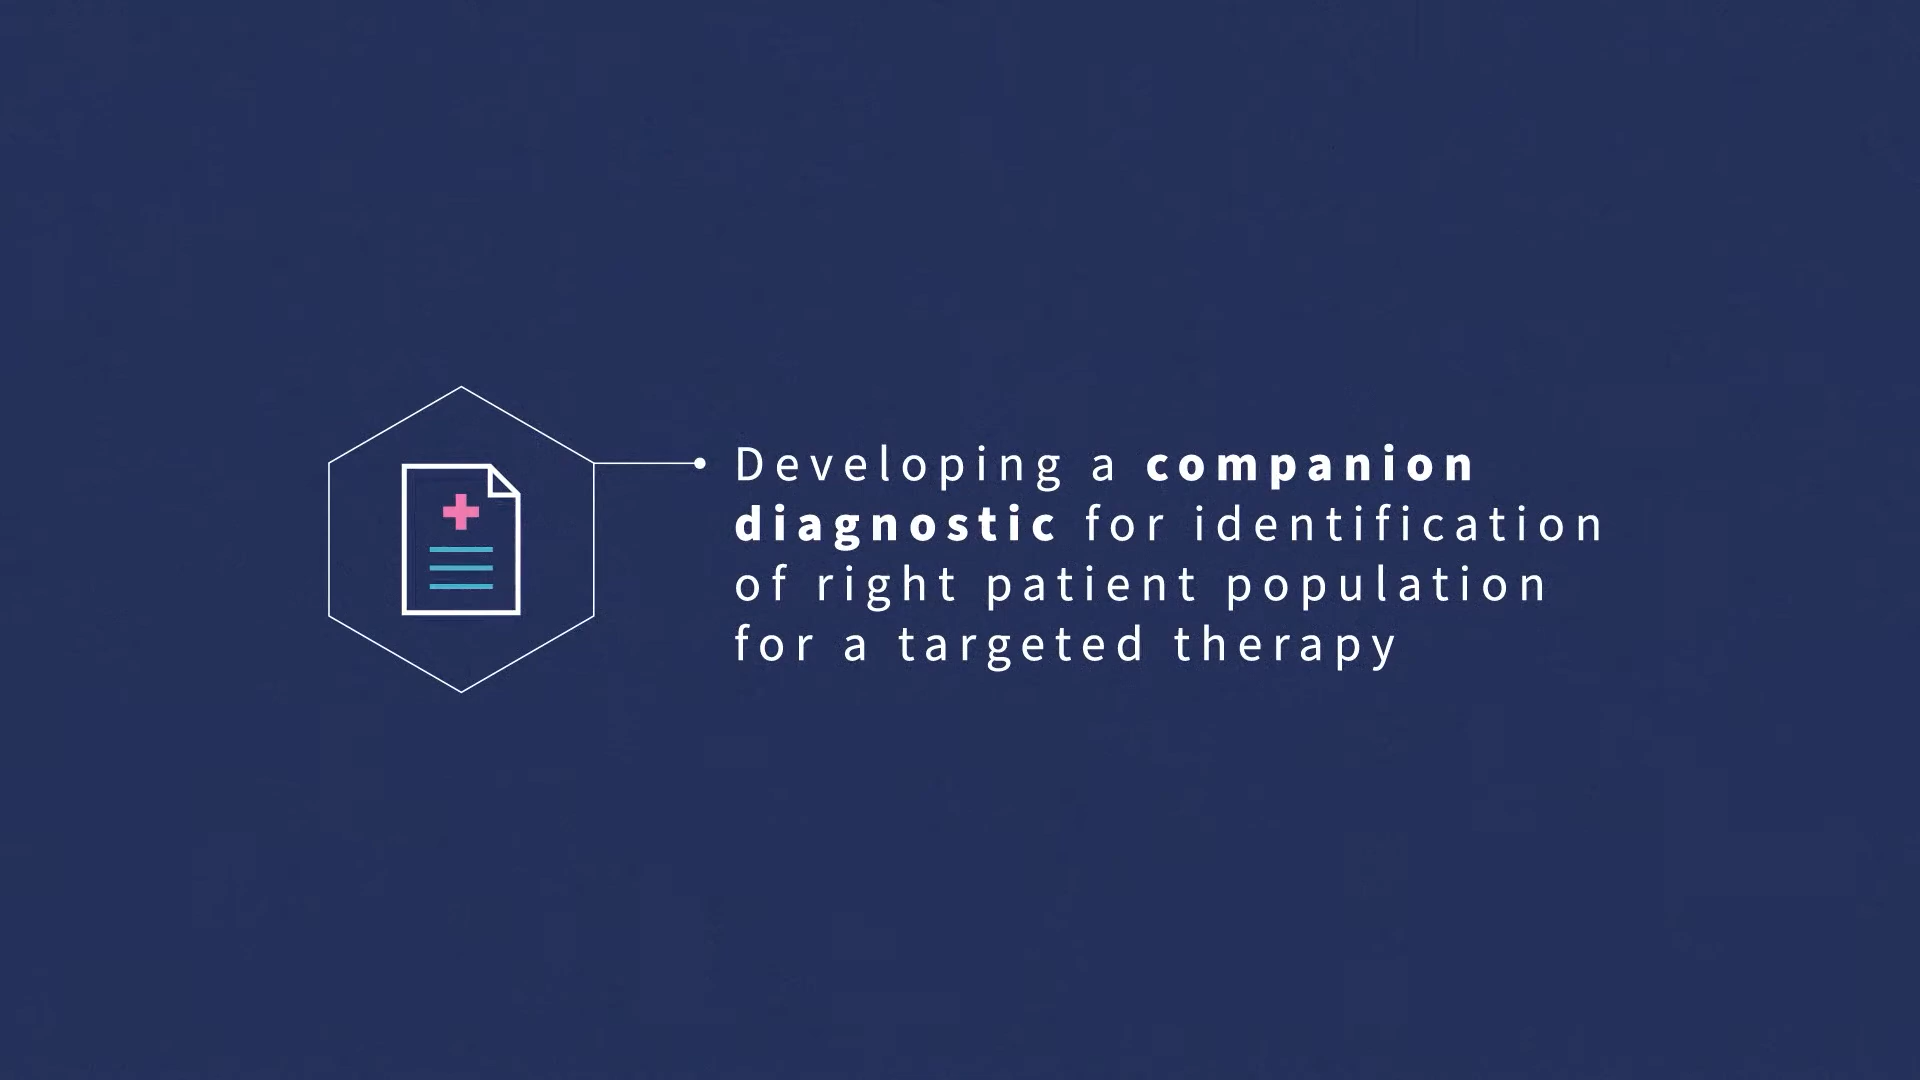 Developing a companion
diagnostic for identification
of right patient population
for a targeted therapy